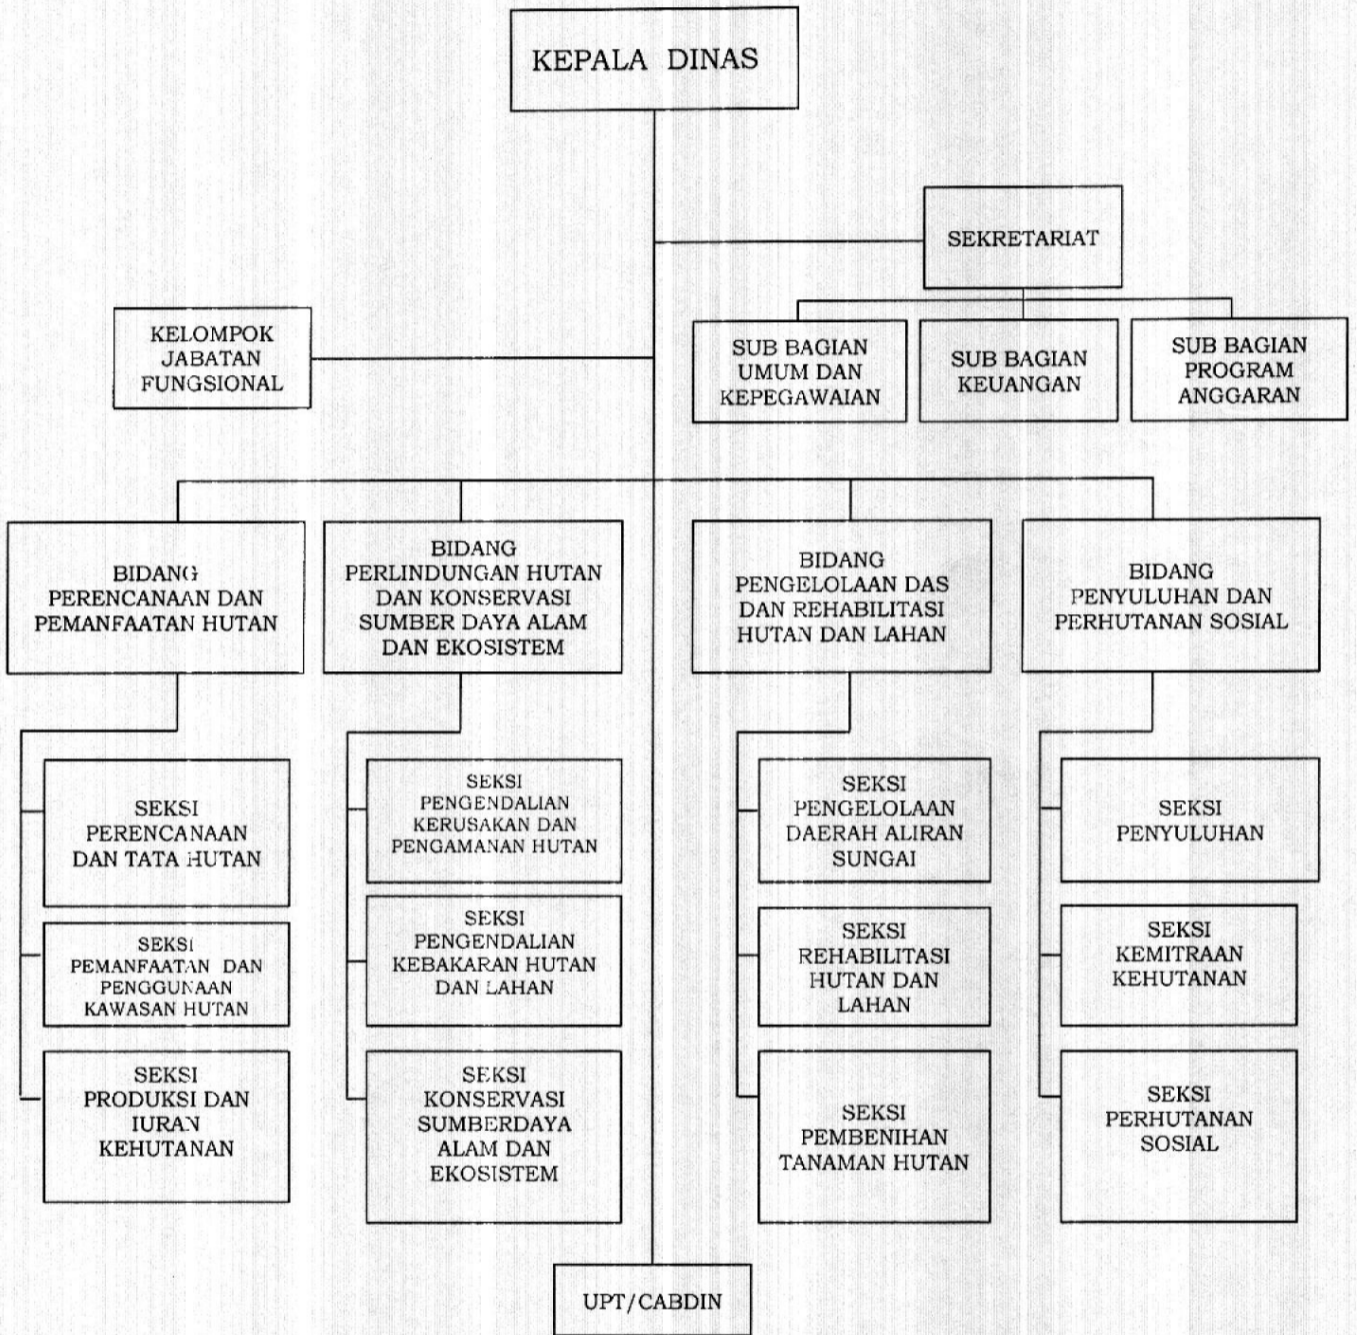 KEPALA DINAS
SEKRETARIAT
KELOMPOK
JABATAN
FUNGSIONAL
SUB BAGIAN
UMUM DAN
KEPEGAWAIAN
SUB BAGIAN
KEUANGAN
SUB BAGIAN
PROGRAM
ANGGARAN
BIDANG
PERENCANAAN DAN
PEMANFAATAN HUTAN
BIDANG
PERLINDUNGAN HUTAN
DAN KONSERVASI
SUMBER DAYA ALAM
DAN EKOSISTEM
BIDANG
PENGELOLAAN DAS
DAN REHABILITASI
HUTAN DAN LAHAN
BIDANG
PENYULUHAN DAN
PERHUTANAN SOSIAL
SEKSI
PERENCANAAN
DAN TATA HUTAN
SEKSI
PEMANFAATAN DAN
PENGGUNAAN
KAWASAN HUTAN
SEKSI
PRODUKSI DAN
IURAN
KEHUTANAN
SEKSI
PENGENDALIAN
KERUSAKAN DAN
PENGAMANAN HUTAN
SEKSI
PENGENDALIAN
KEBAKARAN HUTAN
DAN LAHAN
SEKSI
KONSERVASI
SUMBERDAYA
ALAM DAN
EKOSISTEM
SEKSI
PENGELOLAAN
DAERAH ALIRAN
SUNGAI
SEKSI
REHABILITASI
HUTAN DAN
LAHAN
SEKSI
PEMBENIHAN
TANAMAN HUTAN
SEKSI
PENYULUHAN
SEKSI
KEMITRAAN
KEHUTANAN
SEKSI
PERHUTANAN
SOSIAL
UPT/CABDIN